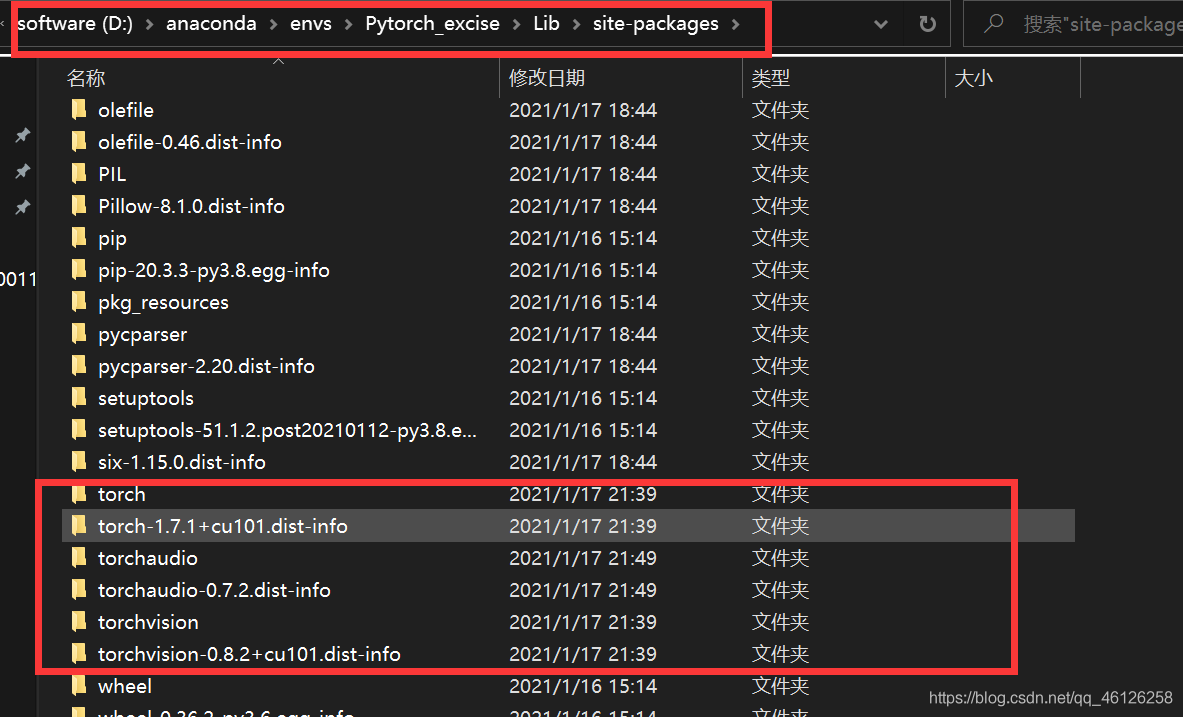 software (D:) > anaconda > envs > Pytorch_excise > Lib > site-packages > 搜索"site-package
名称 修改日期 类型 大小
olefile 2021/1/17 18:44 文件夹
olefile-0.46.dist-info 2021/1/17 18:44 文件夹
PIL 2021/1/17 18:44 文件夹
Pillow-8.1.0.dist-info 2021/1/17 18:44 文件夹
pip 2021/1/16 15:14 文件夹
pip-20.3.3-py3.8.egg-info 2021/1/16 15:14 文件夹
0011
pkg_resources 2021/1/16 15:14 文件夹
pycparser 2021/1/17 18:44 文件夹
pycparser-2.20.dist-info 2021/1/17 18:44 文件夹
setuptools 2021/1/16 15:14 文件夹
setuptools-51.1.2.post20210112-py3.8.e... 2021/1/16 15:14 文件夹
six-1.15.0.dist-info 2021/1/17 18:44 文件夹
torch 2021/1/17 21:39 文件夹
torch-1.7.1+cu101.dist-info 2021/1/17 21:39 文件夹
torchaudio 2021/1/17 21:49 文件夹
torchaudio-0.7.2.dist-info 2021/1/17 21:49 文件夹
torchvision 2021/1/17 21:39 文件夹
torchvision-0.8.2+cu101.dist-info 2021/1/17 21:39 文件夹
wheel 2021/1/16 15:14 文件夹
https://blog.csdn.net/qq_46126258